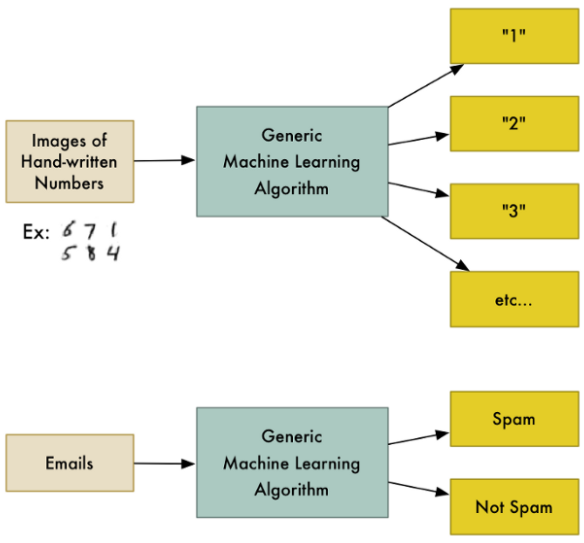 Images of
Hand-written
Numbers
Ex: 6 7 1
5 8 4
Generic
Machine Learning
Algorithm
"1"
"2"
"3"
etc...
Emails
Generic
Machine Learning
Algorithm
Spam
Not Spam